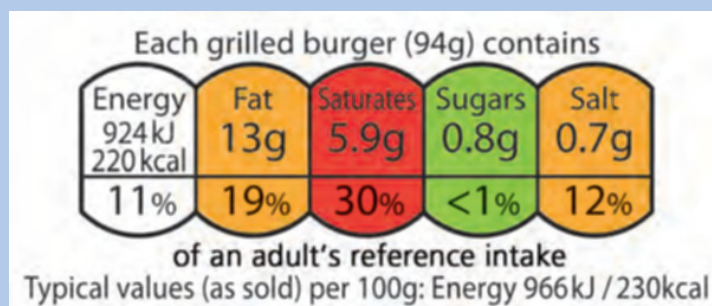 Each grilled burger (94g) contains
Energy Fat Saturates Sugars Salt
924kJ 13g 5.9g 0.8g 0.7g
220kcal
11% 19% 30% <1% 12%
of an adult's reference intake
Typical values (as sold) per 100g: Energy 966kJ / 230kcal